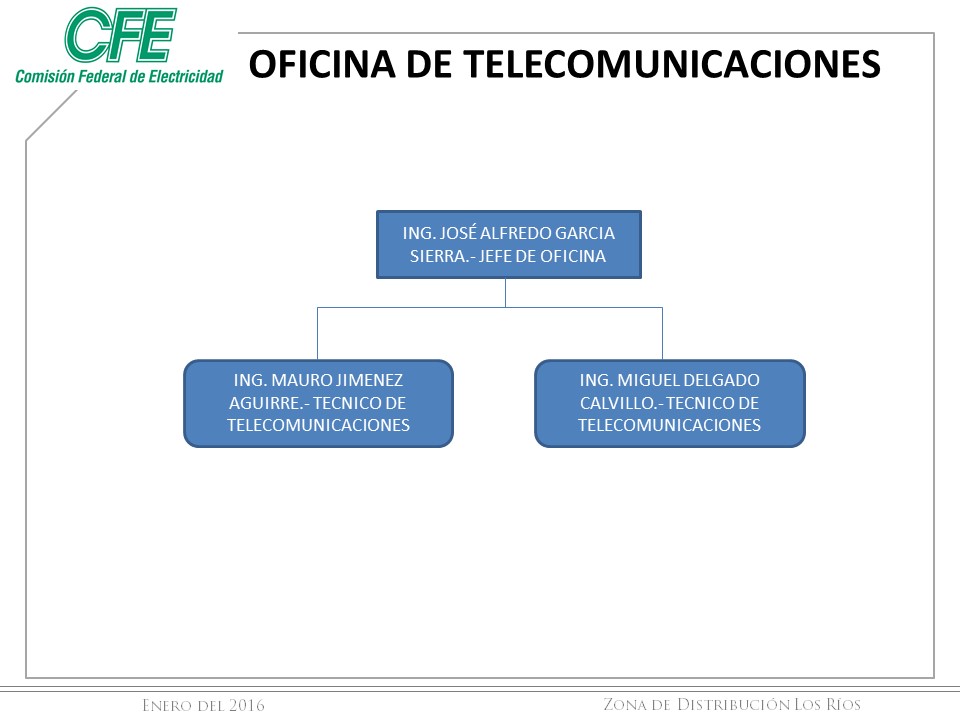 CFE
Comisión Federal de Electricidad
OFICINA DE TELECOMUNICACIONES
ING. JOSÉ ALFREDO GARCIA
SIERRA.- JEFE DE OFICINA
ING. MAURO JIMENEZ
AGUIRRE.- TECNICO DE
TELECOMUNICACIONES
ING. MIGUEL DELGADO
CALVILLO.- TECNICO DE
TELECOMUNICACIONES
Enero del 2016
Zona de Distribución Los Ríos